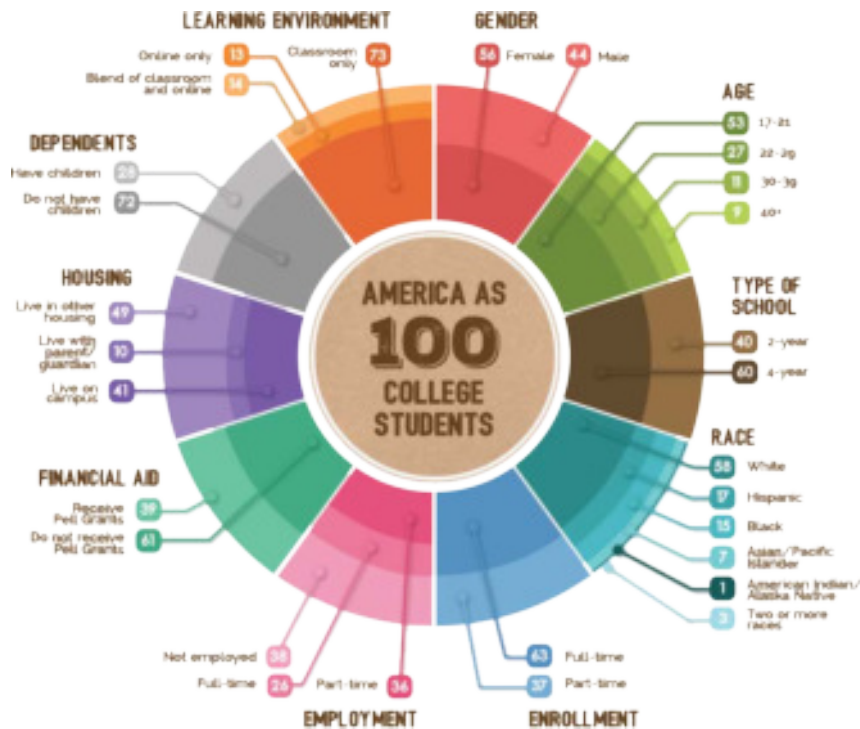 LEARNING ENVIRONMENT
Online only 13
Classroom only 73
Blend of classroom
and online 14
GENDER
56 Female
44 Male
AGE
53 17-21
27 22-29
11 30-39
9 40+
TYPE OF
SCHOOL
40 2-year
60 4-year
RACE
58 White
17 Hispanic
15 Black
7 Asian/Pacific
Islander
1 American Indian/
Alaska Native
3 Two or more
races
ENROLLMENT
63 Full-time
37 Part-time
EMPLOYMENT
Not employed 38
Full-time 26
Part-time 36
FINANCIAL AID
Receive
Pell Grants 39
Do not receive
Pell Grants 61
HOUSING
Live in other
housing 49
Live with
parent/
guardian 10
Live on
campus 41
DEPENDENTS
Have children 28
Do not have
children 72
AMERICA AS
100
COLLEGE
STUDENTS